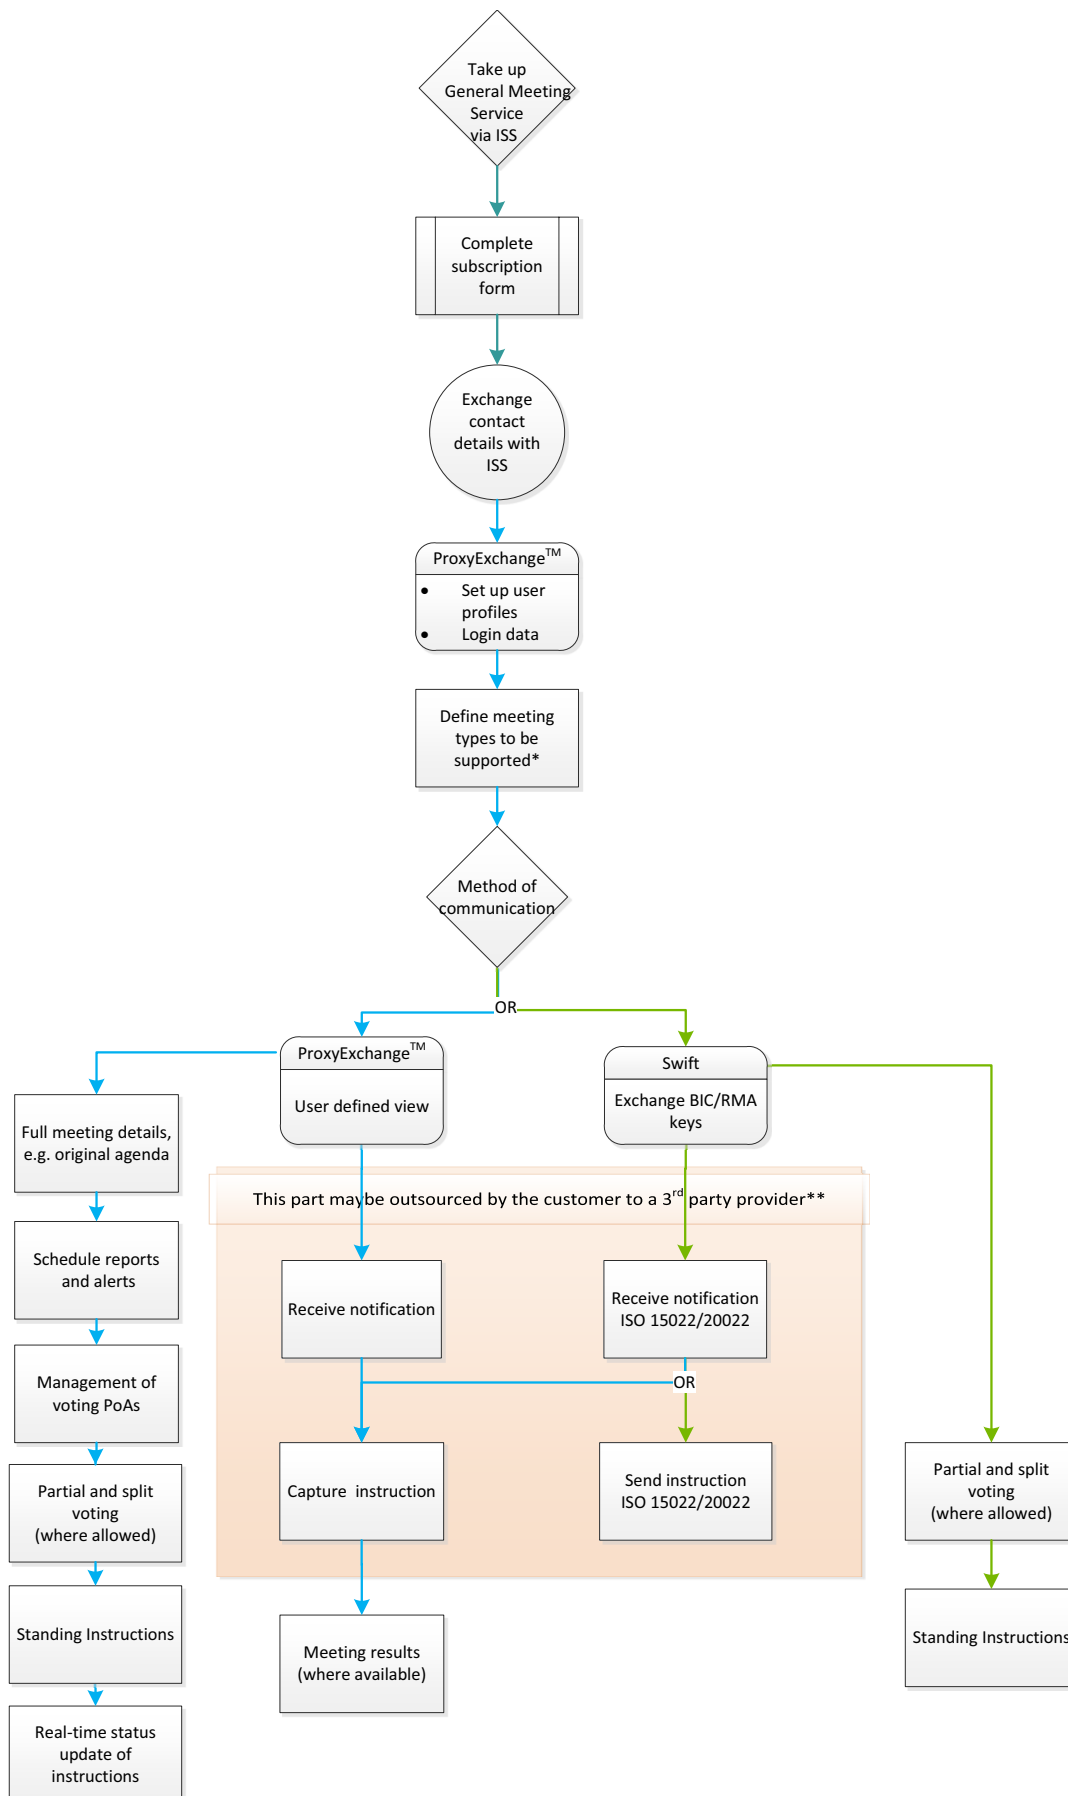 Take up
General Meeting
Service
via ISS
Complete
subscription
form
Exchange
contact
details with
ISS
ProxyExchange™
• Set up user
profiles
• Login data
Define meeting
types to be
supported*
Method of
communication
OR
ProxyExchange™
User defined view
Swift
Exchange BIC/RMA
keys
Full meeting details,
e.g. original agenda
This part maybe outsourced by the customer to a 3rd party provider**
Schedule reports
and alerts
Receive notification
Receive notification
ISO 15022/20022
Management of
voting PoAs
OR
Partial and split
voting
(where allowed)
Capture instruction
Send instruction
ISO 15022/20022
Partial and split
voting
(where allowed)
Standing Instructions
Meeting results
(where available)
Standing Instructions
Real-time status
update of
instructions